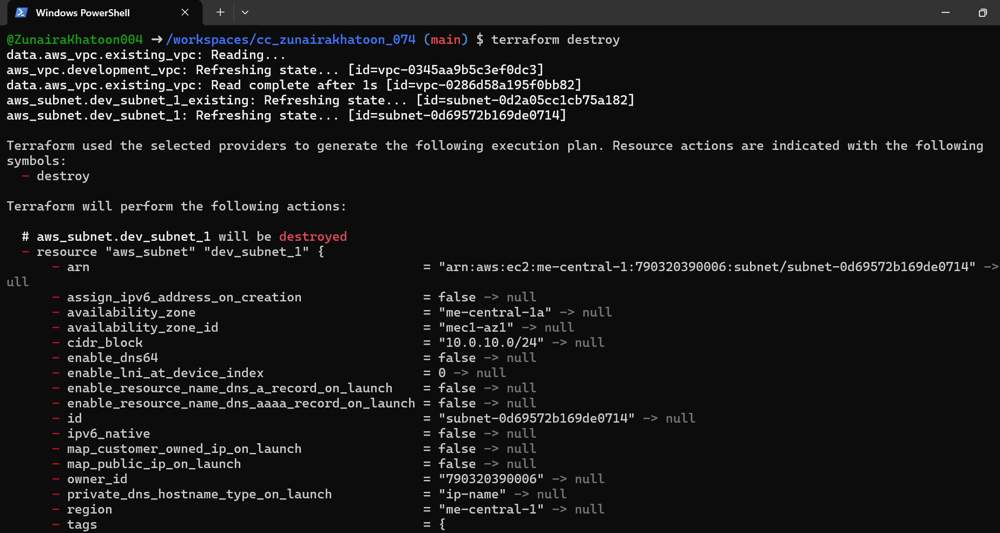 Windows PowerShell
@ZunairaKhatoon004 ➜ /workspaces/cc_zunairakhatoon_074 (main) $ terraform destroy
data.aws_vpc.existing_vpc: Reading...
aws_vpc.development_vpc: Refreshing state... [id=vpc-0345aa9b5c3ef0dc3]
data.aws_vpc.existing_vpc: Read complete after 1s [id=vpc-0286d58a195f0bb82]
aws_subnet.dev_subnet_1_existing: Refreshing state... [id=subnet-0d2a05cc1cb75a182]
aws_subnet.dev_subnet_1: Refreshing state... [id=subnet-0d69572b169de0714]
Terraform used the selected providers to generate the following execution plan. Resource actions are indicated with the following
symbols:
- destroy
Terraform will perform the following actions:
# aws_subnet.dev_subnet_1 will be destroyed
- resource "aws_subnet" "dev_subnet_1" {
- arn = "arn:aws:ec2:me-central-1:790320390006:subnet/subnet-0d69572b169de0714" ->
ull
- assign_ipv6_address_on_creation = false -> null
- availability_zone = "me-central-1a" -> null
- availability_zone_id = "mec1-az1" -> null
- cidr_block = "10.0.10.0/24" -> null
- enable_dns64 = false -> null
- enable_lni_at_device_index = 0 -> null
- enable_resource_name_dns_a_record_on_launch = false -> null
- enable_resource_name_dns_aaaa_record_on_launch = false -> null
- id = "subnet-0d69572b169de0714" -> null
- ipv6_native = false -> null
- map_customer_owned_ip_on_launch = false -> null
- map_public_ip_on_launch = false -> null
- owner_id = "790320390006" -> null
- private_dns_hostname_type_on_launch = "ip-name" -> null
- region = "me-central-1" -> null
- tags = {